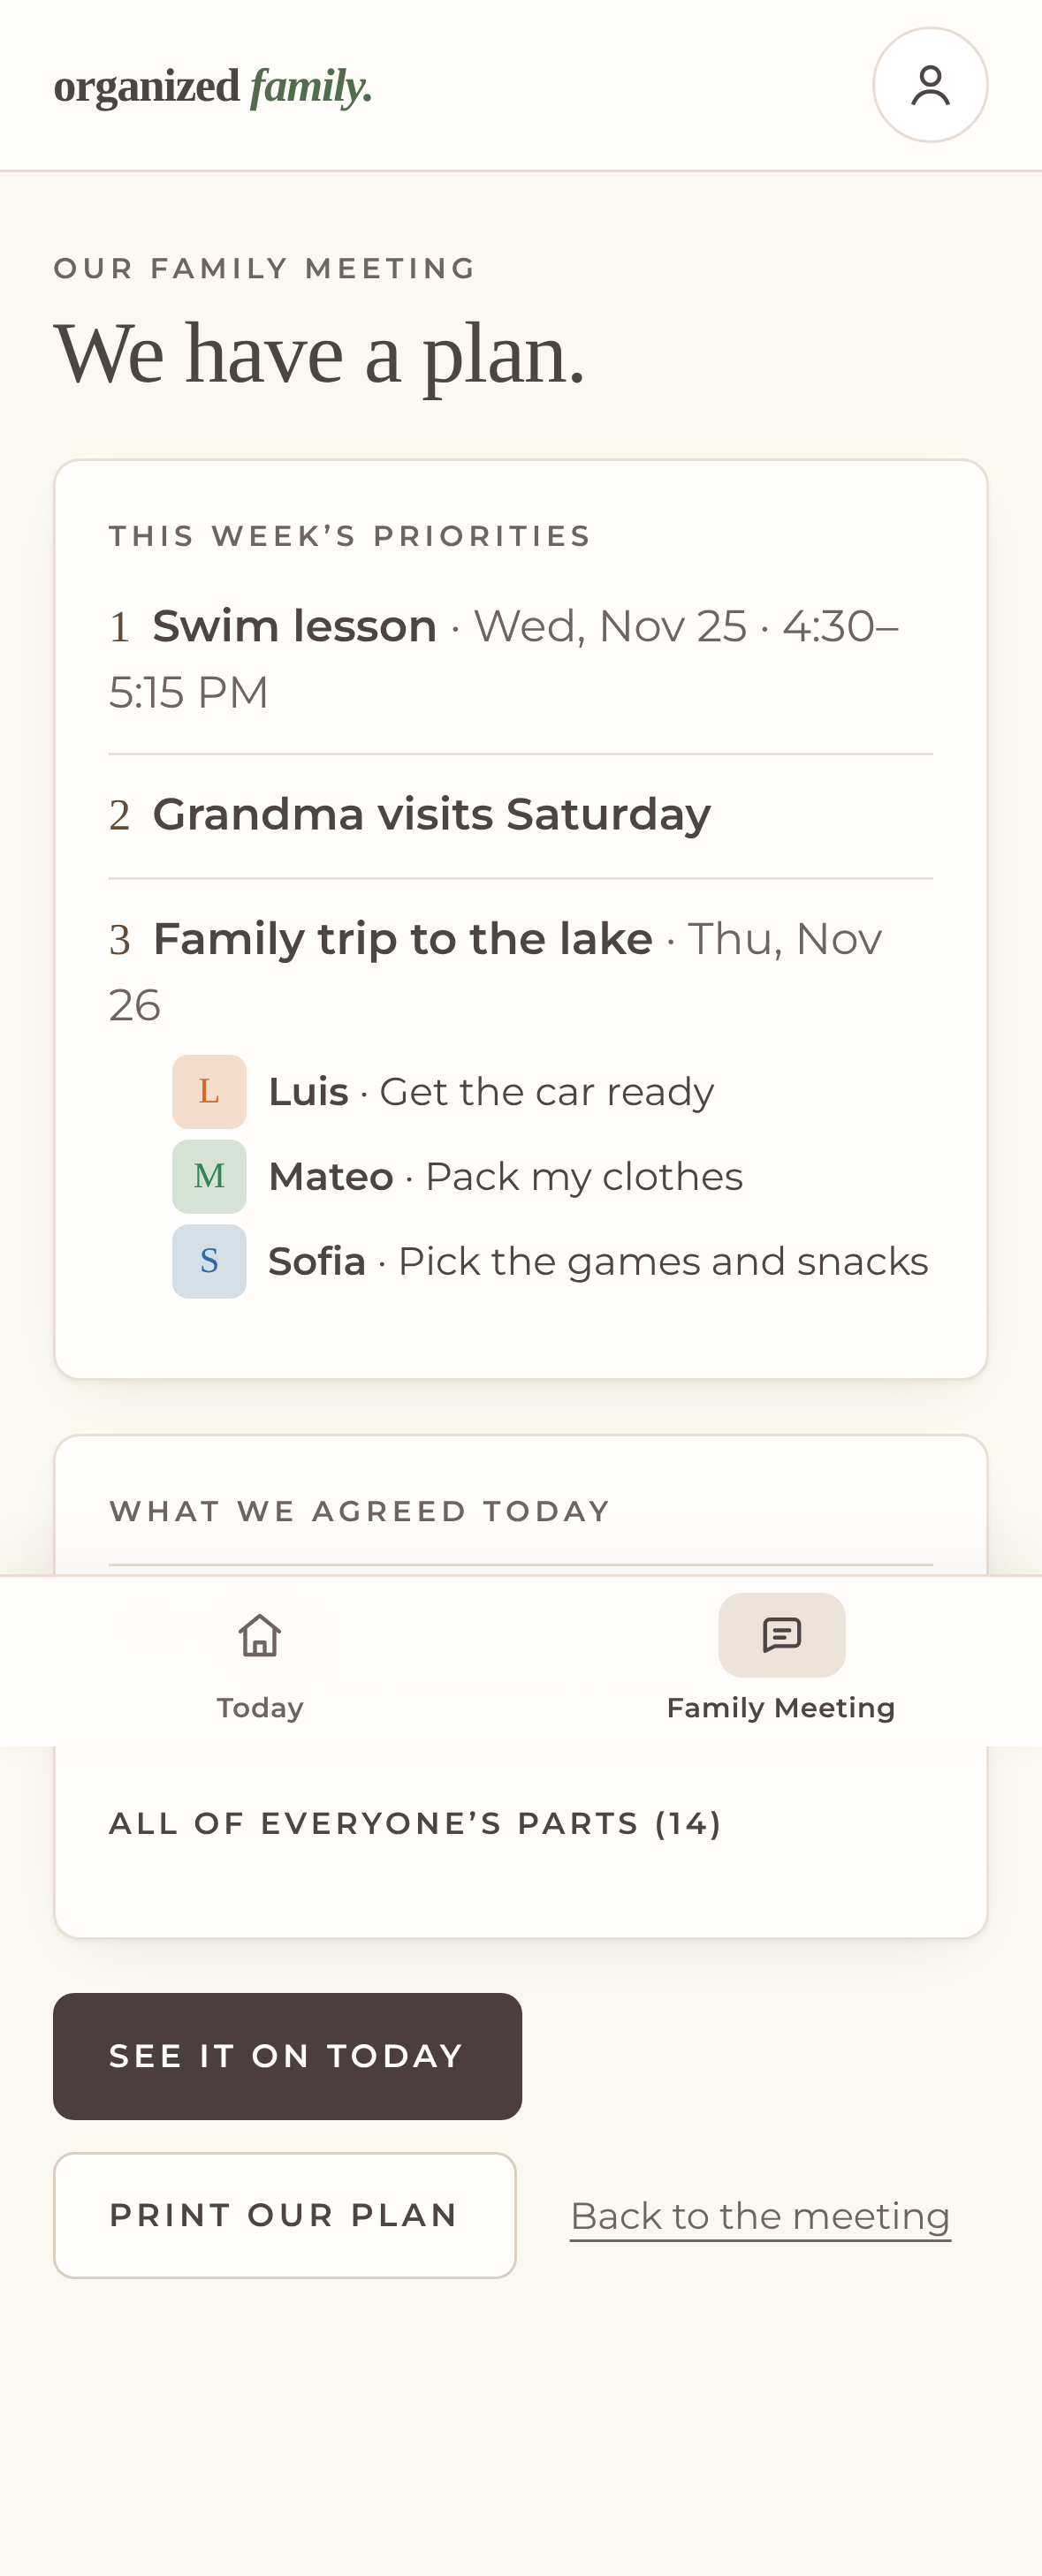 organized family.
OUR FAMILY MEETING
We have a plan.
THIS WEEK’S PRIORITIES
1 Swim lesson · Wed, Nov 25 · 4:30–
5:15 PM
2 Grandma visits Saturday
3 Family trip to the lake · Thu, Nov
26
L Luis · Get the car ready
M Mateo · Pack my clothes
S Sofia · Pick the games and snacks
WHAT WE AGREED TODAY
Today
Family Meeting
ALL OF EVERYONE’S PARTS (14)
SEE IT ON TODAY
PRINT OUR PLAN
Back to the meeting